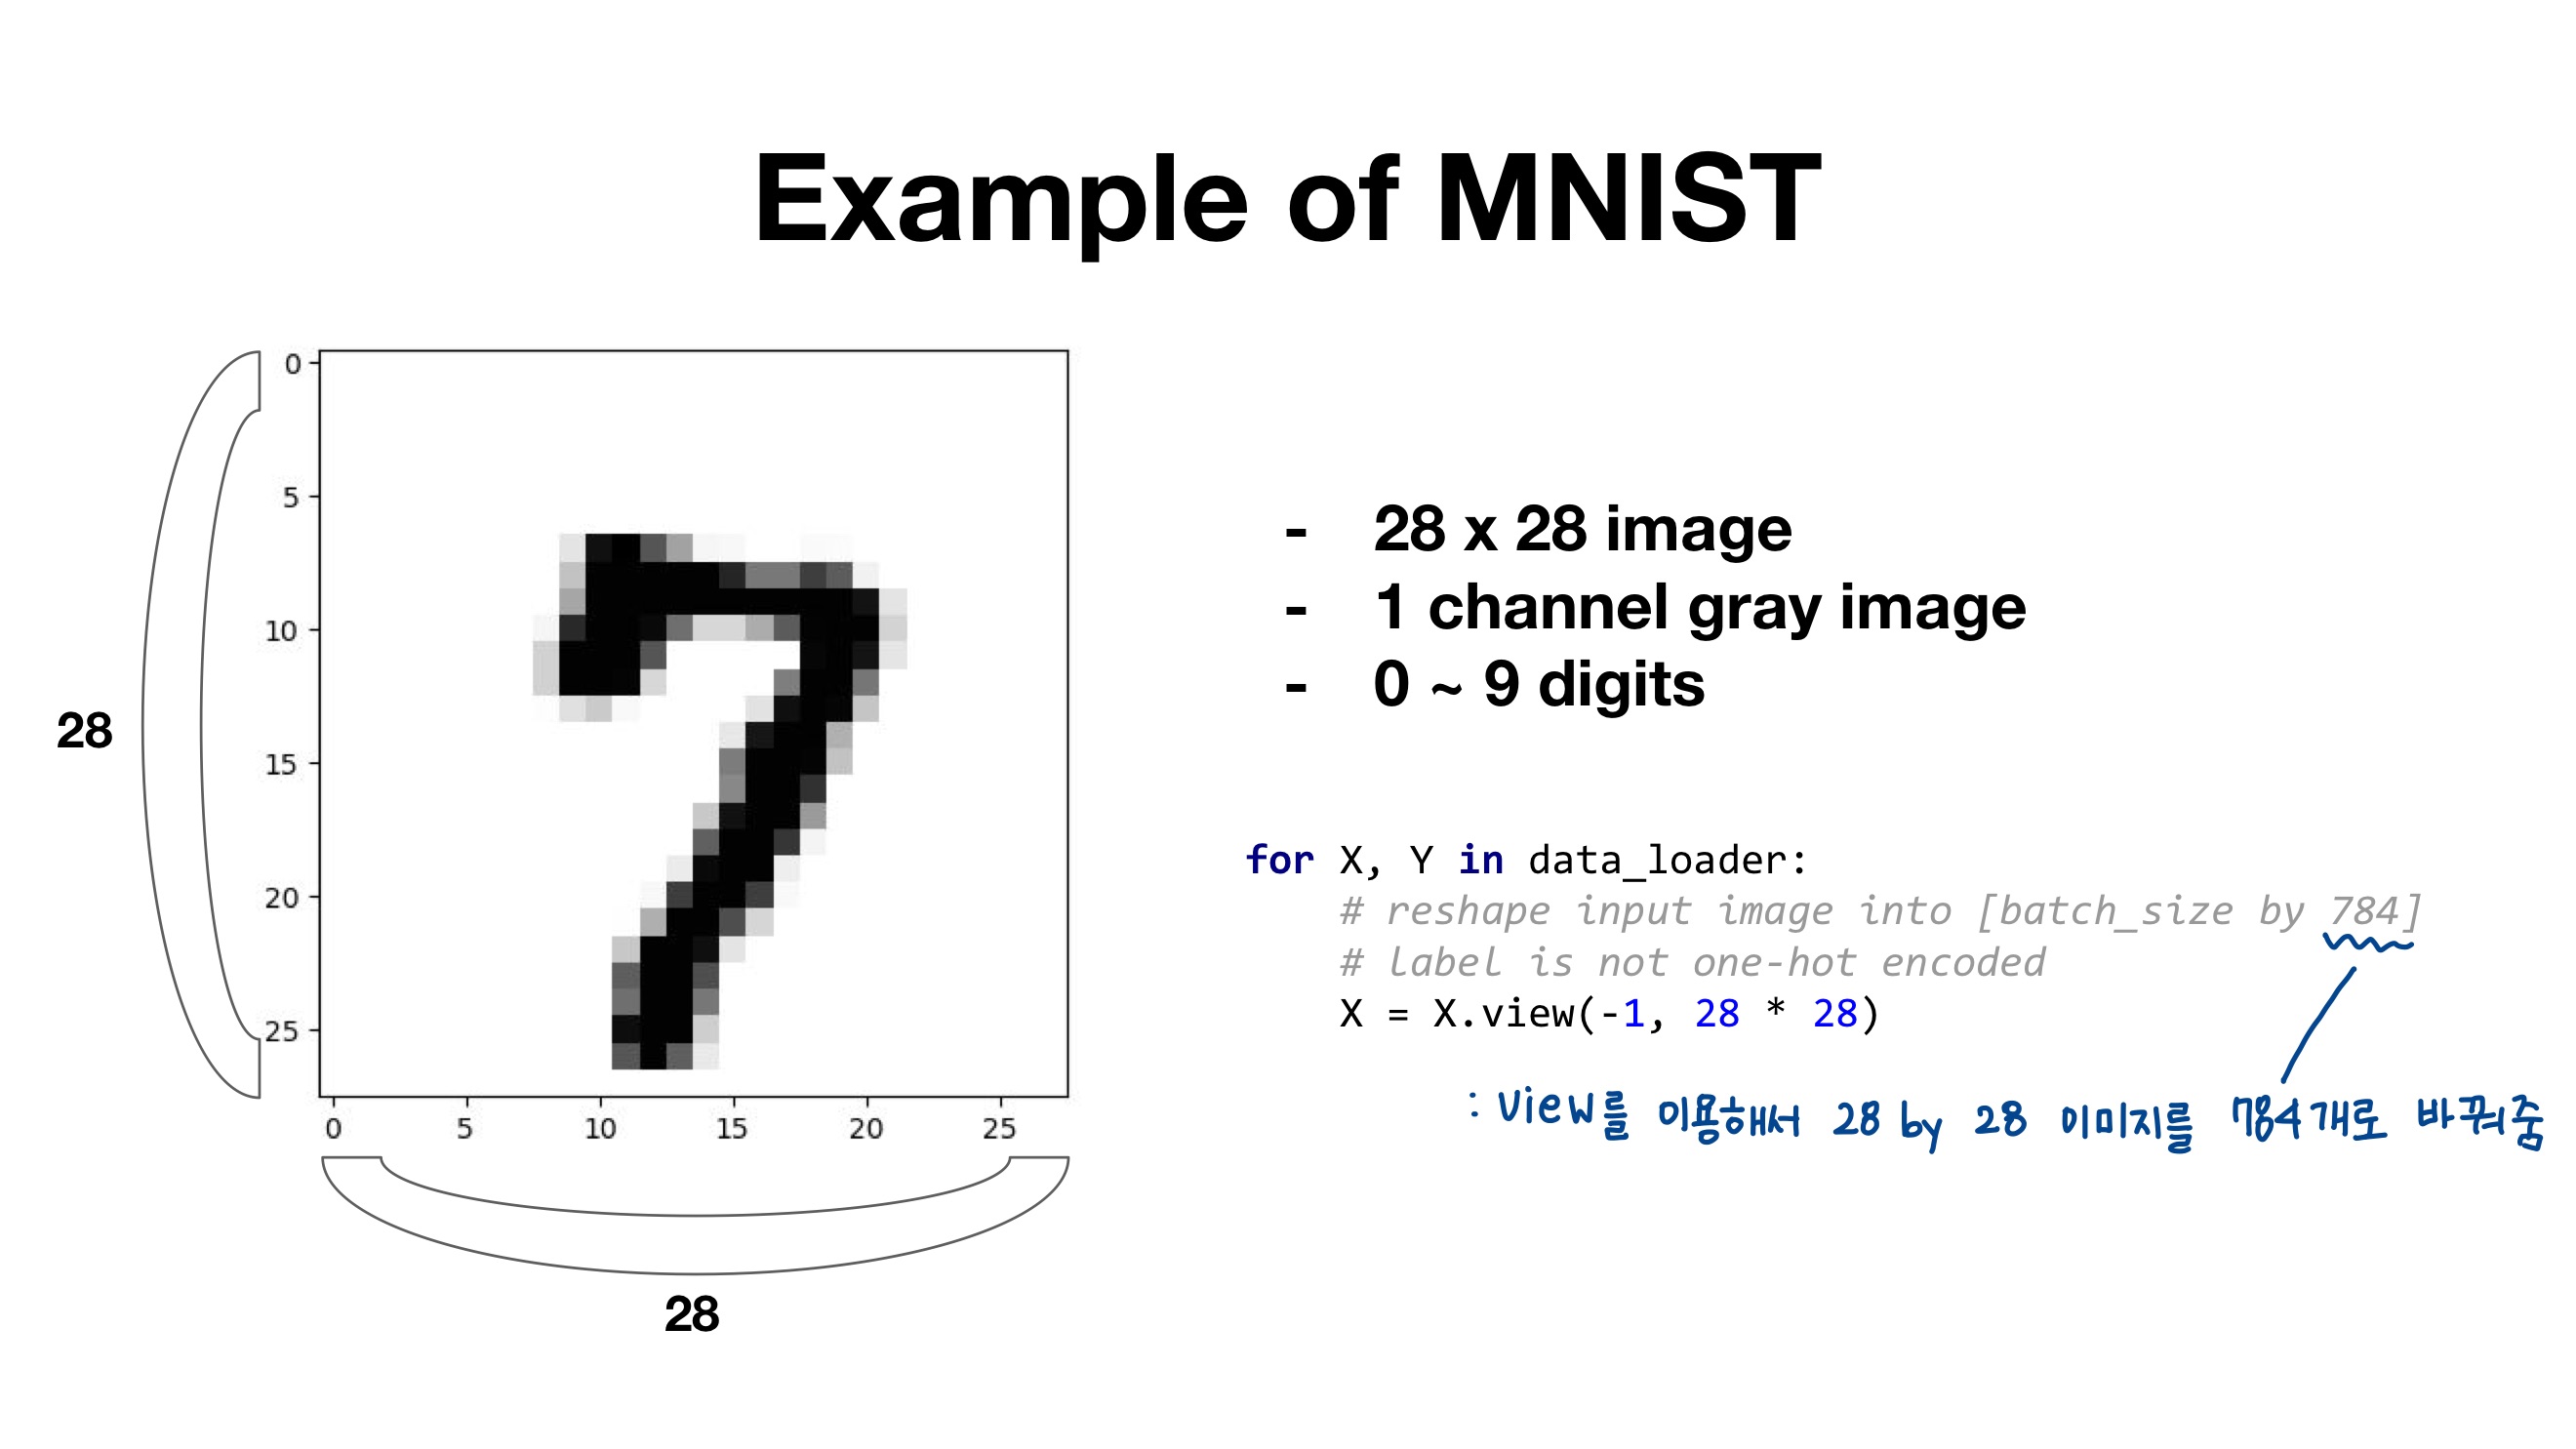 Example of MNIST
0
5
10
15
20
25
0 5 10 15 20 25
28
28
- 28 x 28 image
- 1 channel gray image
- 0 ~ 9 digits
for X, Y in data_loader:
# reshape input image into [batch_size by 784]
# label is not one-hot encoded
X = X.view(-1, 28 * 28)
: View를 이용해서 28 by 28 이미지를 784개로 바꿔줌
7